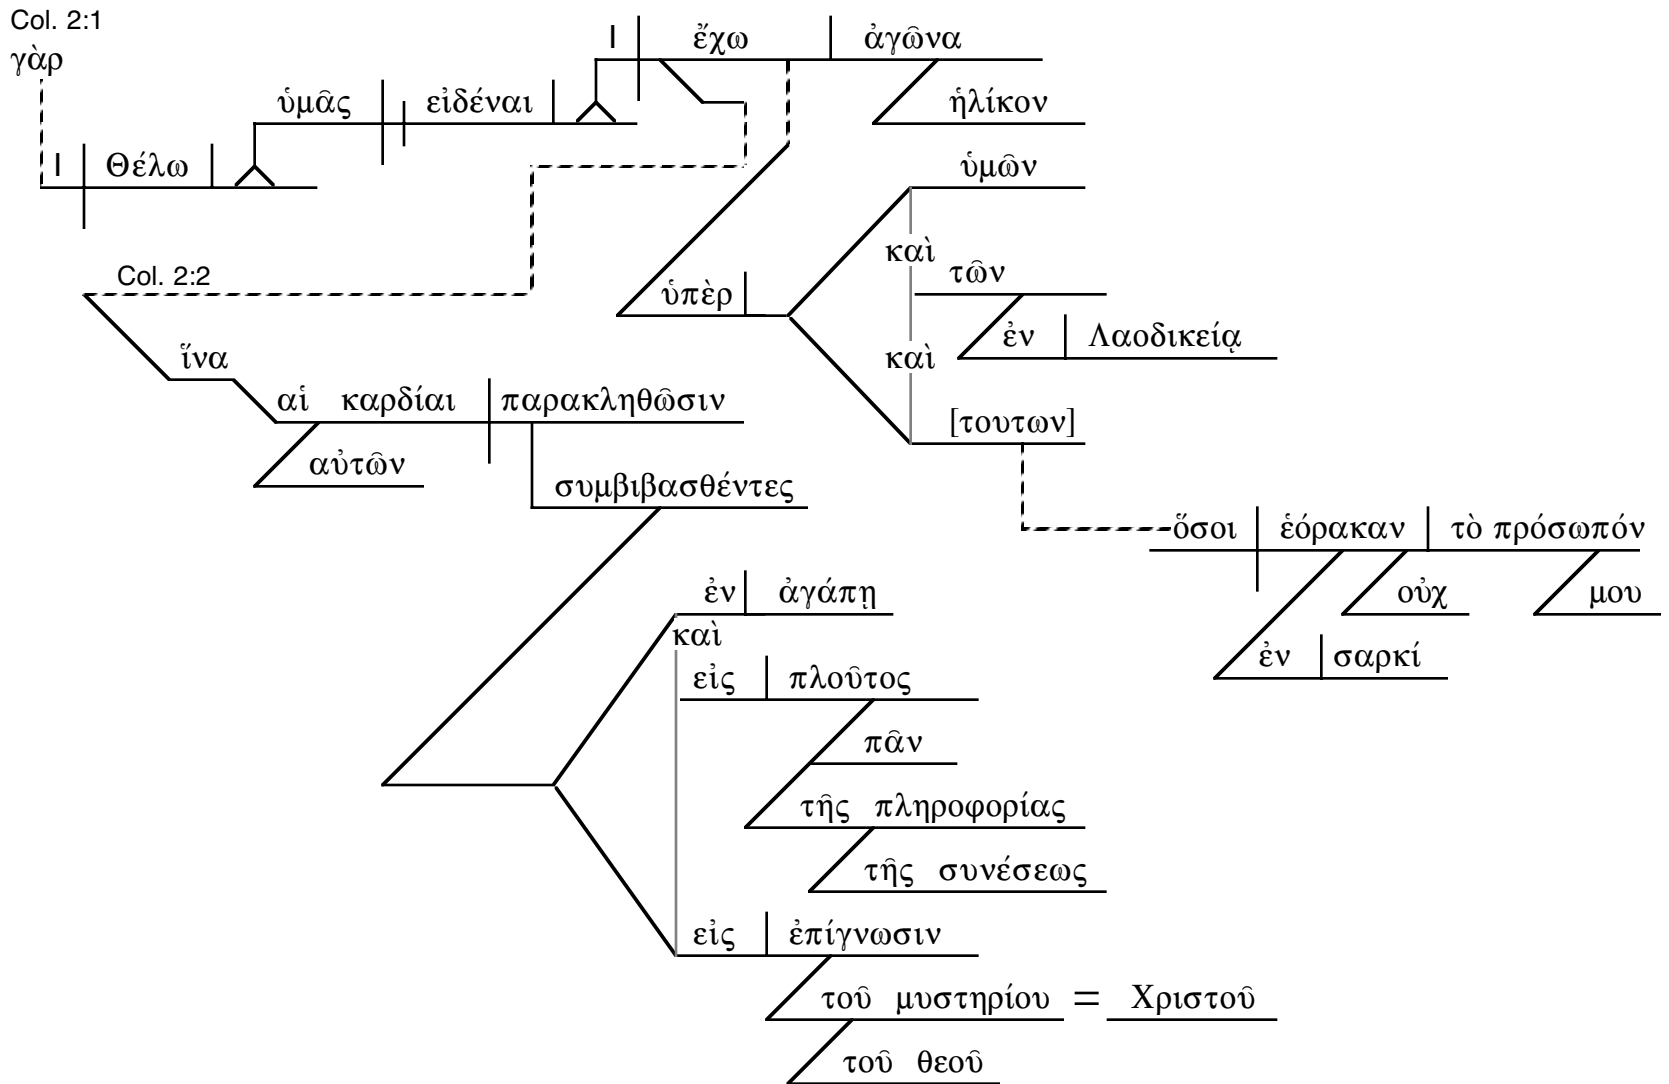 Col. 2:1
γὰρ
I ἔχω ἀγῶνα
ὑμᾶς εἰδέναι
ἡλίκον
I Θέλω
ὑμῶν
καὶ
τῶν
Col. 2:2
ὑπὲρ
ἐν Λαοδικείᾳ
ἵνα
καὶ
αἱ καρδίαι παρακληθῶσιν
[τουτων]
αὐτῶν
συμβιβασθέντες
ὅσοι ἑόρακαν τὸ πρόσωπόν
ἐν ἀγάπῃ
οὐχ
μου
καὶ
ἐν σαρκί
εἰς πλοῦτος
πᾶν
τῆς πληροφορίας
τῆς συνέσεως
εἰς ἐπίγνωσιν
τοῦ μυστηρίου = Χριστοῦ
τοῦ θεοῦ